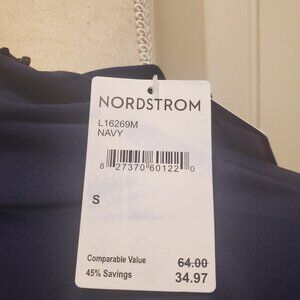 NORDSTROM
L16269M
NAVY
8 27370 60122 0
S
Comparable Value 64.00
45% Savings 34.97